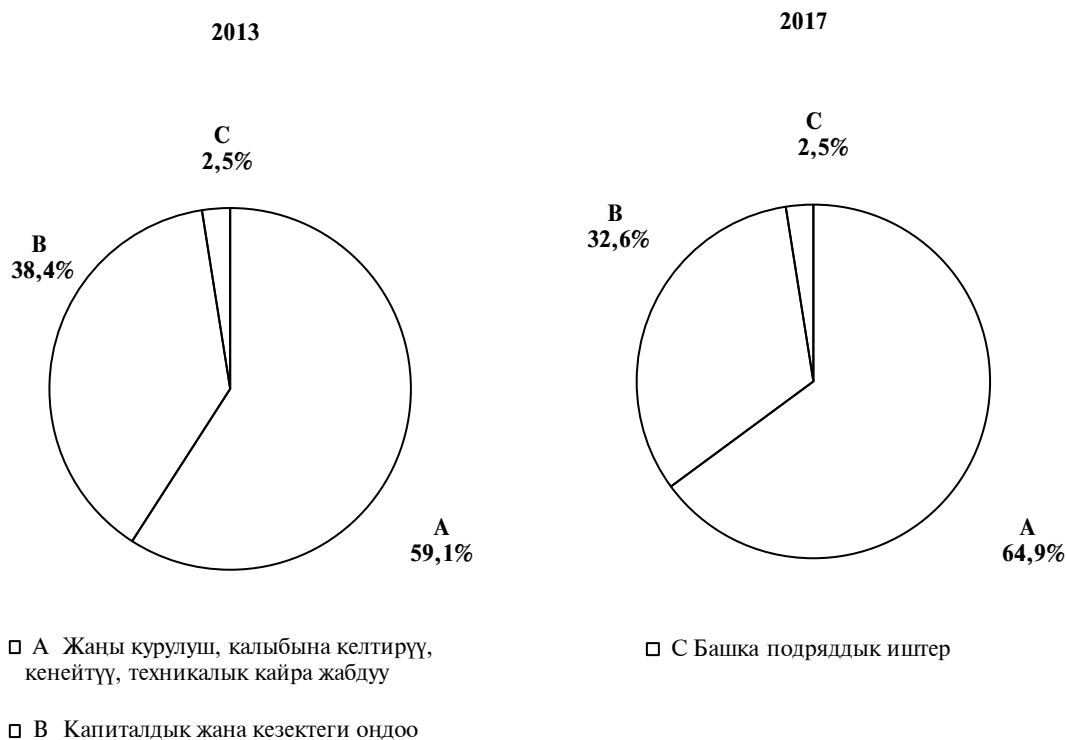 2013
2017
C
2,5%
C
2,5%
B
38,4%
B
32,6%
A
59,1%
A
64,9%
A Жаңы курулуш, калыбына келтирүү,
кенейтүү, техникалык кайра жабдуу
C Башка подряддык иштер
B Капиталдык жана кезектеги оңдоо